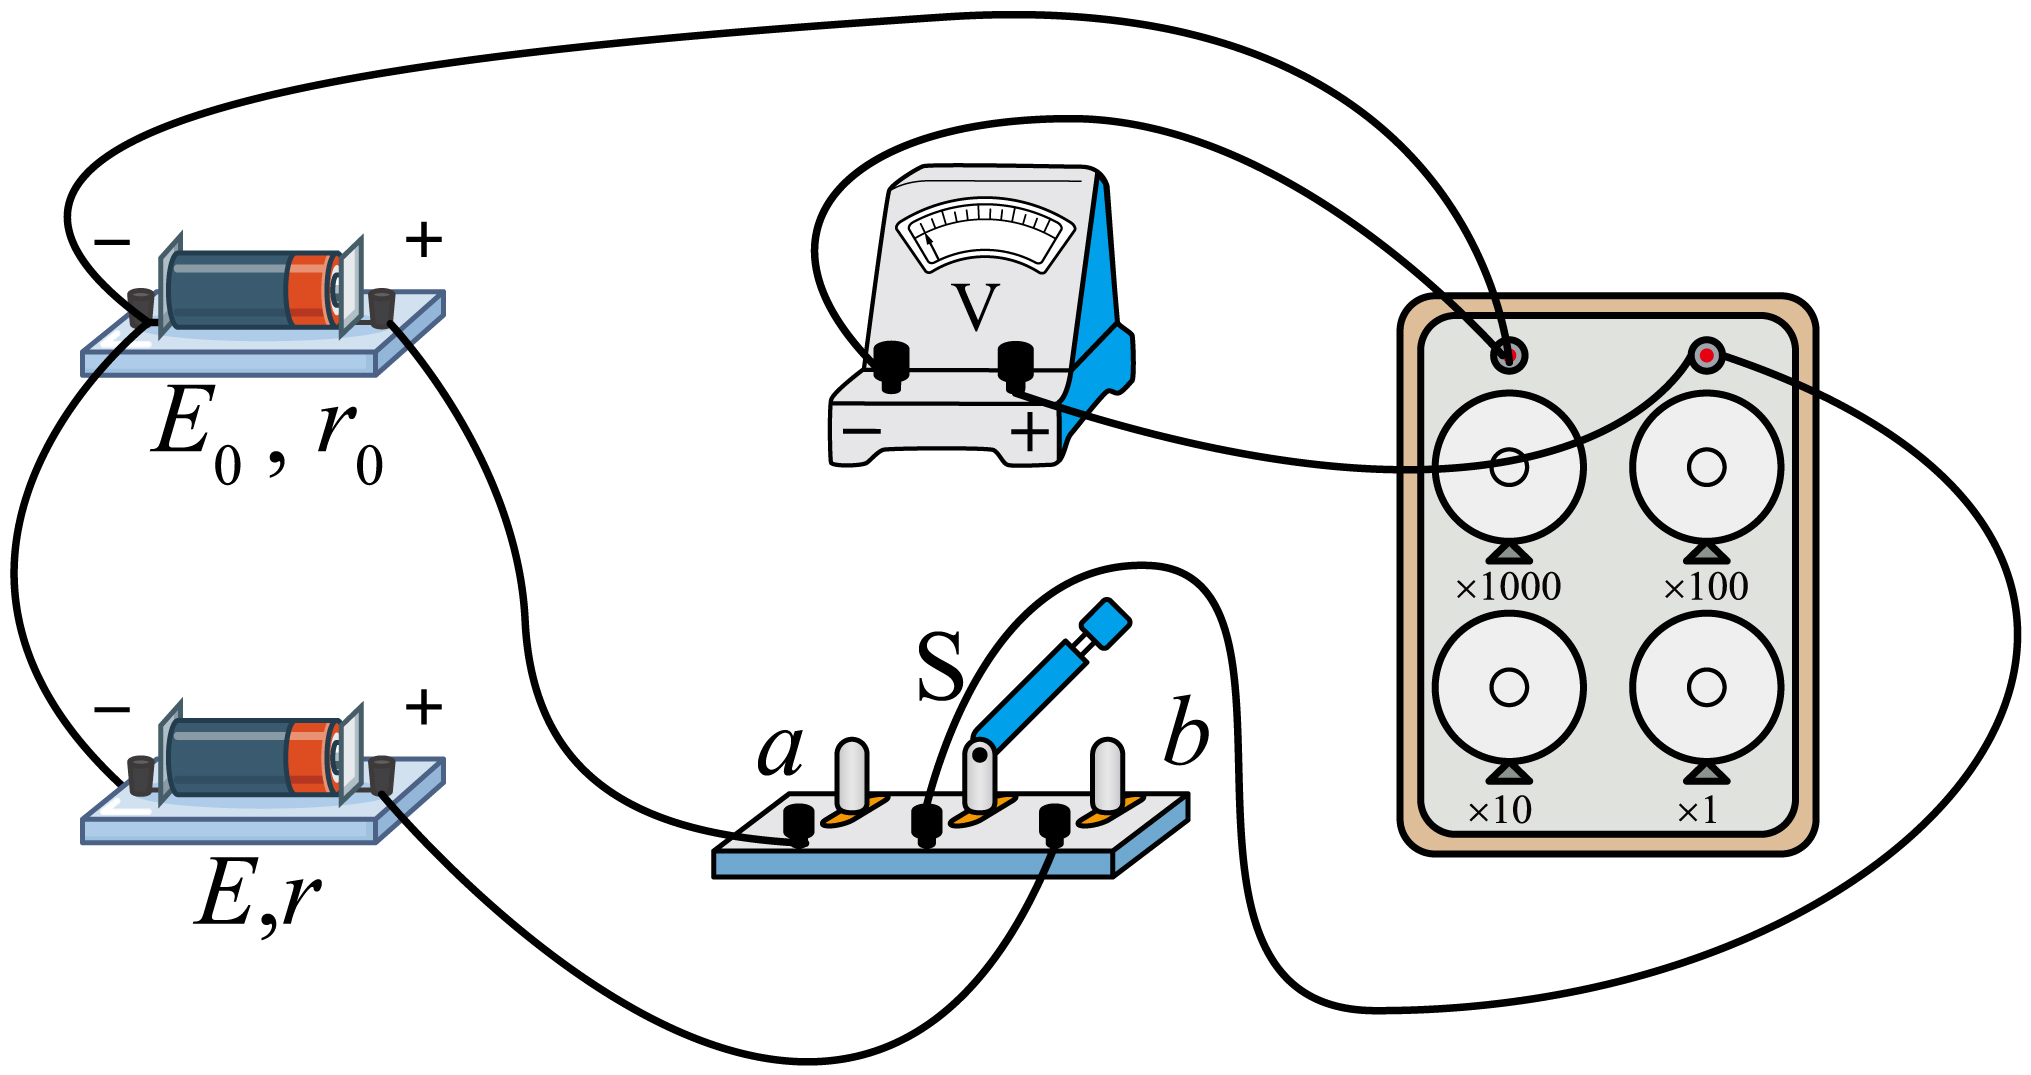 − +
E₀ , r₀
V
− +
×1000 ×100
×10 ×1
S
a b
− +
E,r